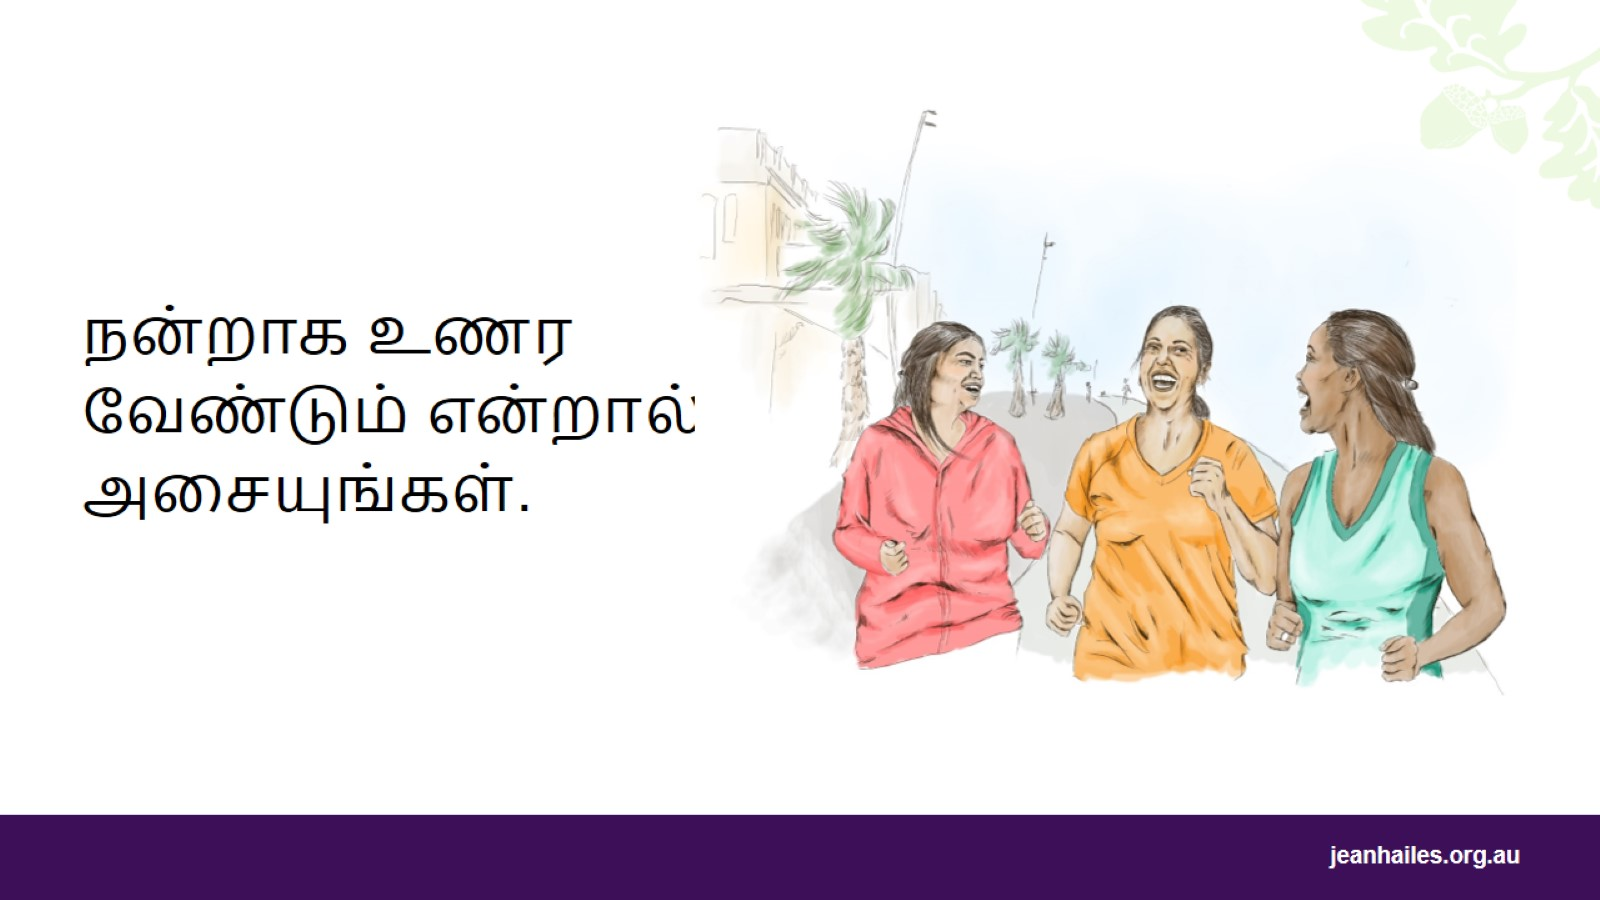 நன்றாக உணர
வேண்டும் என்றால்
அசையுங்கள்.
jeanhailes.org.au